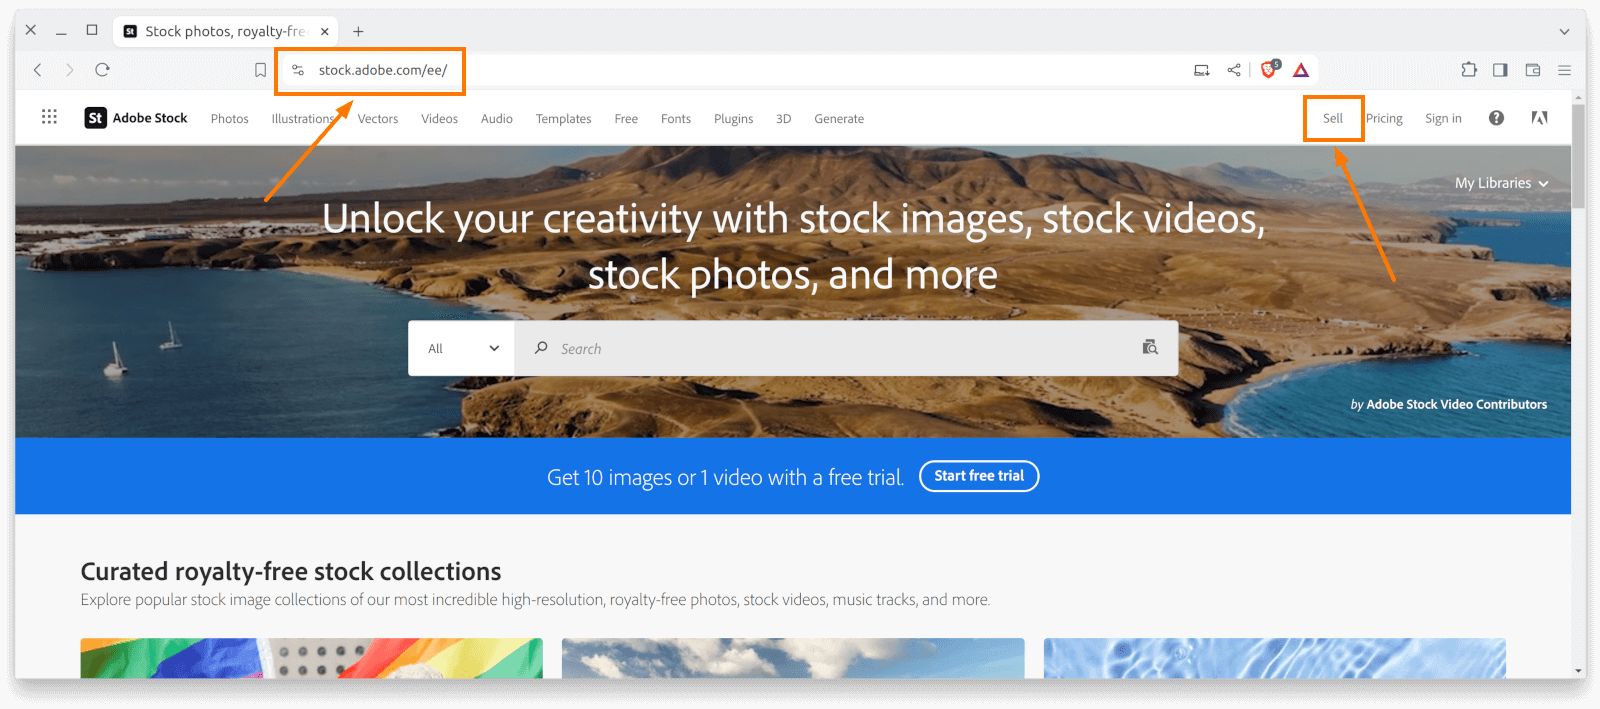 St Stock photos, royalty-free
stock.adobe.com/ee/
5
St Adobe Stock Photos Illustrations Vectors Videos Audio Templates Free Fonts Plugins 3D Generate Sell Pricing Sign in ?
My Libraries
Unlock your creativity with stock images, stock videos,
stock photos, and more
All Search
by Adobe Stock Video Contributors
Get 10 images or 1 video with a free trial. Start free trial
Curated royalty-free stock collections
Explore popular stock image collections of our most incredible high-resolution, royalty-free photos, stock videos, music tracks, and more.